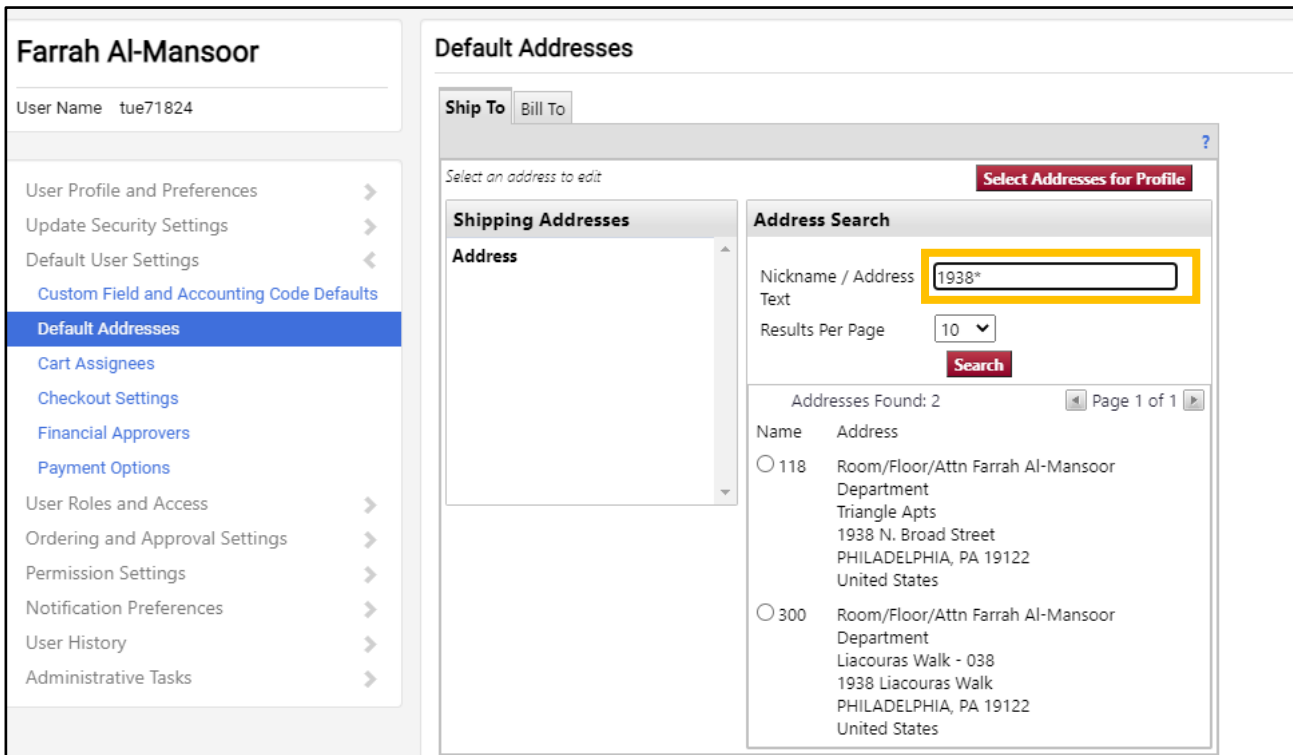 Farrah Al-Mansoor
User Name tue71824
User Profile and Preferences
Update Security Settings
Default User Settings
Custom Field and Accounting Code Defaults
Default Addresses
Cart Assignees
Checkout Settings
Financial Approvers
Payment Options
User Roles and Access
Ordering and Approval Settings
Permission Settings
Notification Preferences
User History
Administrative Tasks
Default Addresses
Ship To Bill To
?
Select an address to edit
Select Addresses for Profile
Shipping Addresses
Address
Address Search
Nickname / Address 1938*
Text
Results Per Page 10
Search
Addresses Found: 2 Page 1 of 1
Name Address
118 Room/Floor/Attn Farrah Al-Mansoor
Department
Triangle Apts
1938 N. Broad Street
PHILADELPHIA, PA 19122
United States
300 Room/Floor/Attn Farrah Al-Mansoor
Department
Liacouras Walk - 038
1938 Liacouras Walk
PHILADELPHIA, PA 19122
United States